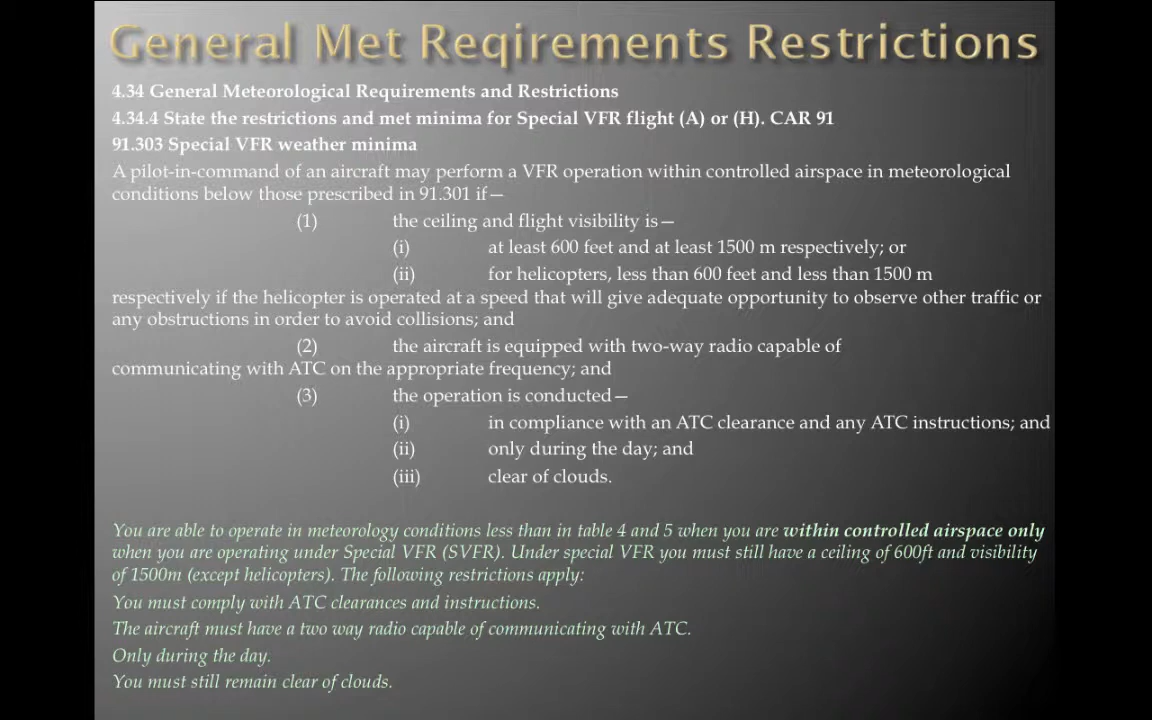 General Met Reqirements Restrictions
4.34 General Meteorological Requirements and Restrictions
4.34.4 State the restrictions and met minima for Special VFR flight (A) or (H). CAR 91
91.303 Special VFR weather minima
A pilot-in-command of an aircraft may perform a VFR operation within controlled airspace in meteorological
conditions below those prescribed in 91.301 if—
(1) the ceiling and flight visibility is—
(i) at least 600 feet and at least 1500 m respectively; or
(ii) for helicopters, less than 600 feet and less than 1500 m
respectively if the helicopter is operated at a speed that will give adequate opportunity to observe other traffic or
any obstructions in order to avoid collisions; and
(2) the aircraft is equipped with two-way radio capable of
communicating with ATC on the appropriate frequency; and
(3) the operation is conducted—
(i) in compliance with an ATC clearance and any ATC instructions; and
(ii) only during the day; and
(iii) clear of clouds.
You are able to operate in meteorology conditions less than in table 4 and 5 when you are within controlled airspace only
when you are operating under Special VFR (SVFR). Under special VFR you must still have a ceiling of 600ft and visibility
of 1500m (except helicopters). The following restrictions apply:
You must comply with ATC clearances and instructions.
The aircraft must have a two way radio capable of communicating with ATC.
Only during the day.
You must still remain clear of clouds.